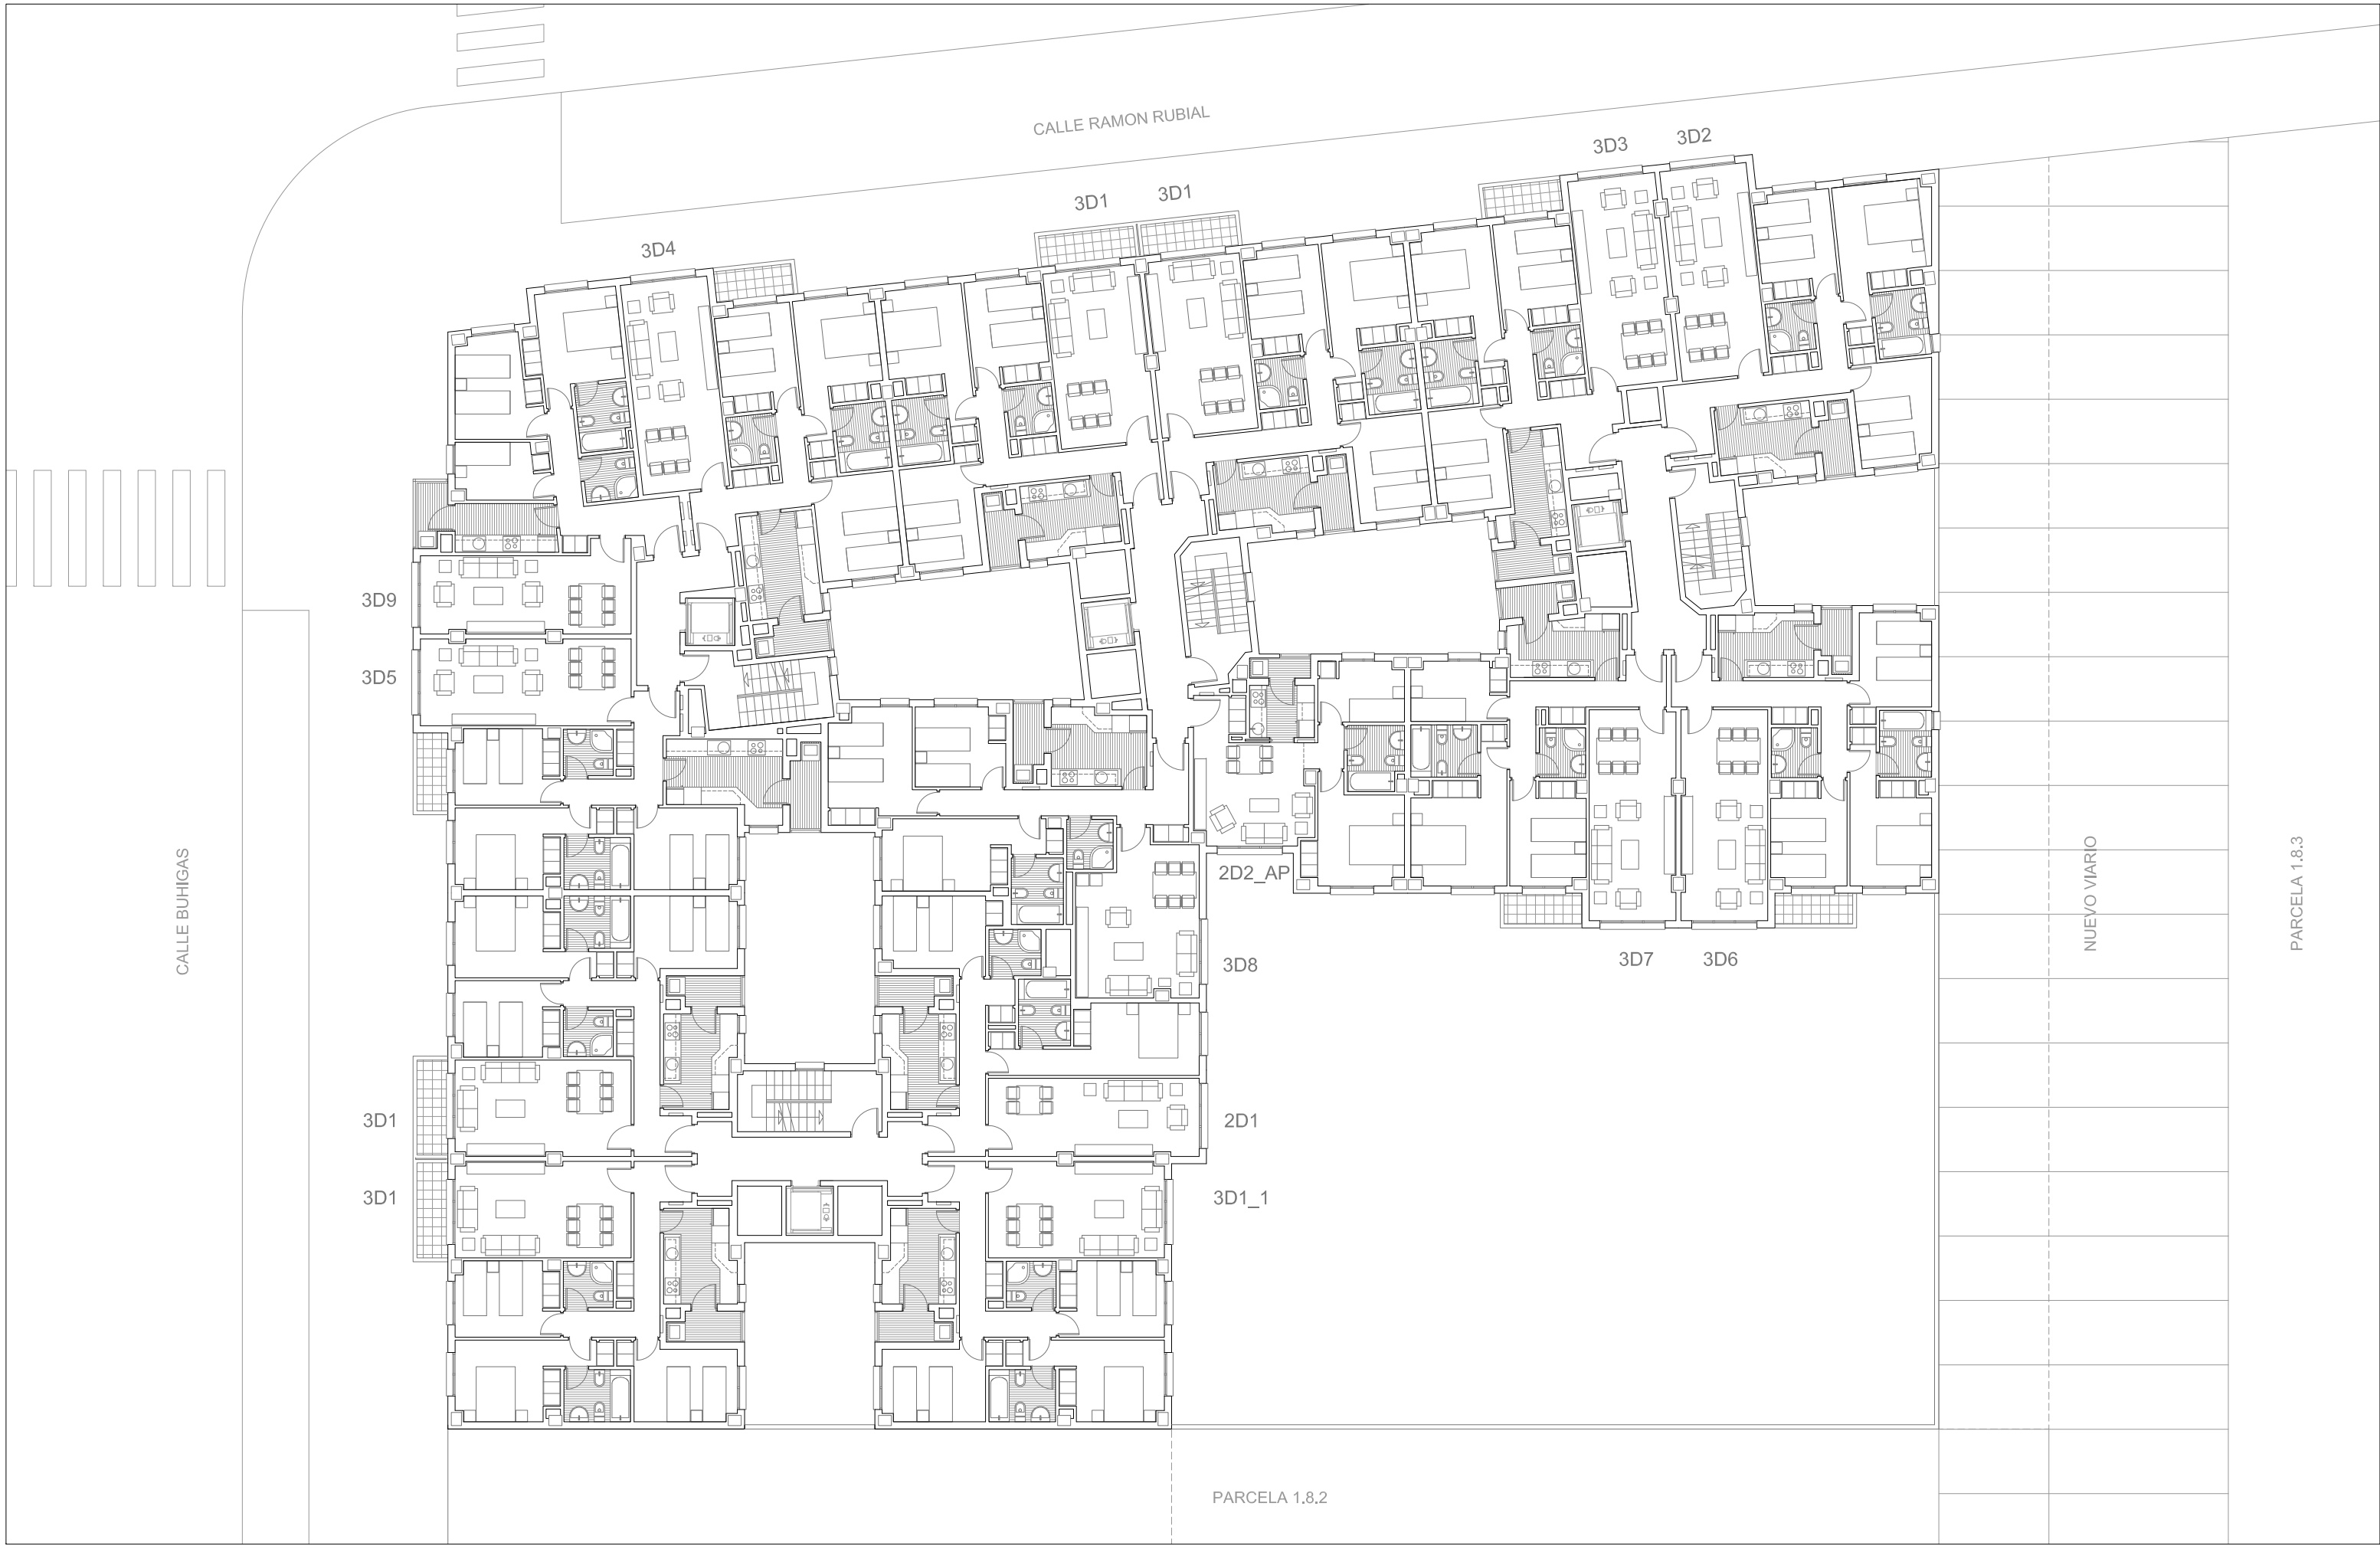 CALLE RAMON RUBIAL
3D3
3D2
3D1
3D1
3D4
3D9
3D5
CALLE BUHIGAS
2D2_AP
3D8
3D7
3D6
NUEVO VIARIO
PARCELA 1.8.3
3D1
2D1
3D1
3D1_1
PARCELA 1.8.2